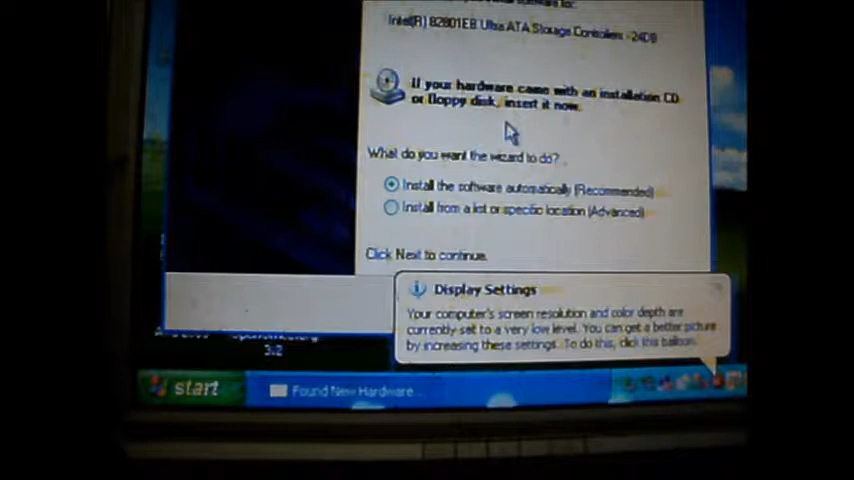 Intel(R) 82801EB Ultra ATA Storage Controllers - 24DB
If your hardware came with an installation CD
or floppy disk, insert it now.
What do you want the wizard to do?
Install the software automatically (Recommended)
Install from a list or specific location (Advanced)
Click Next to continue.
Display Settings
Your computer's screen resolution and color depth are
currently set to a very low level. You can get a better picture
by increasing these settings. To do this, click this balloon.
3.2
start
Found New Hardware...